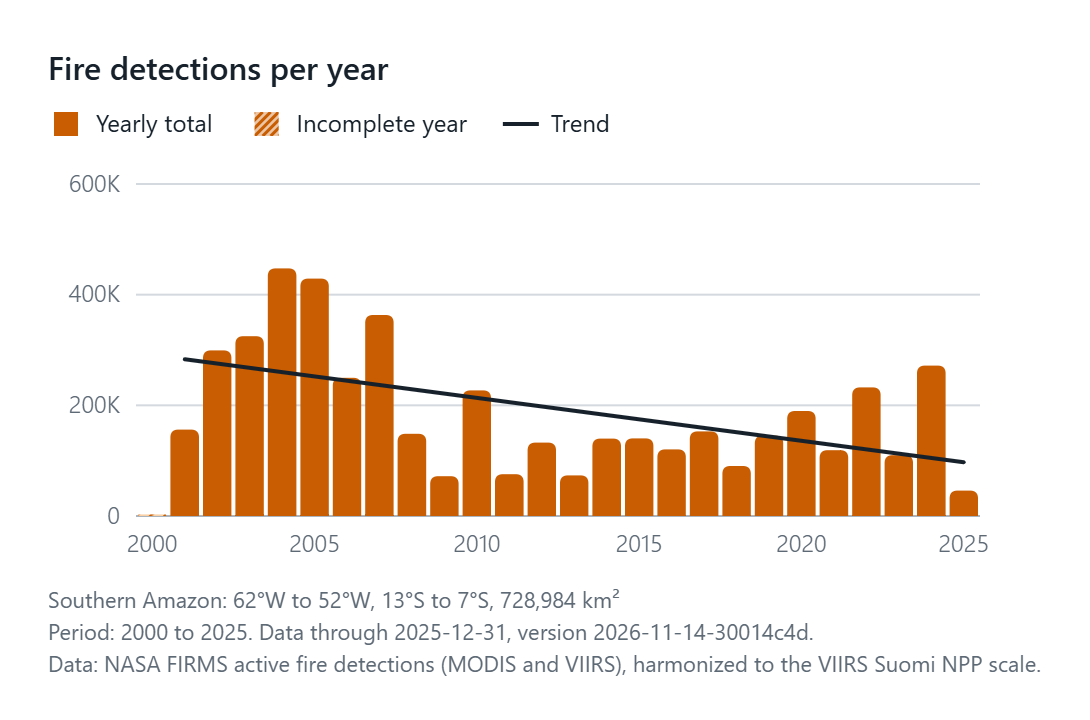 Fire detections per year
Yearly total Incomplete year Trend
600K
400K
200K
0
2000 2005 2010 2015 2020 2025
Southern Amazon: 62°W to 52°W, 13°S to 7°S, 728,984 km²
Period: 2000 to 2025. Data through 2025-12-31, version 2026-11-14-30014c4d.
Data: NASA FIRMS active fire detections (MODIS and VIIRS), harmonized to the VIIRS Suomi NPP scale.